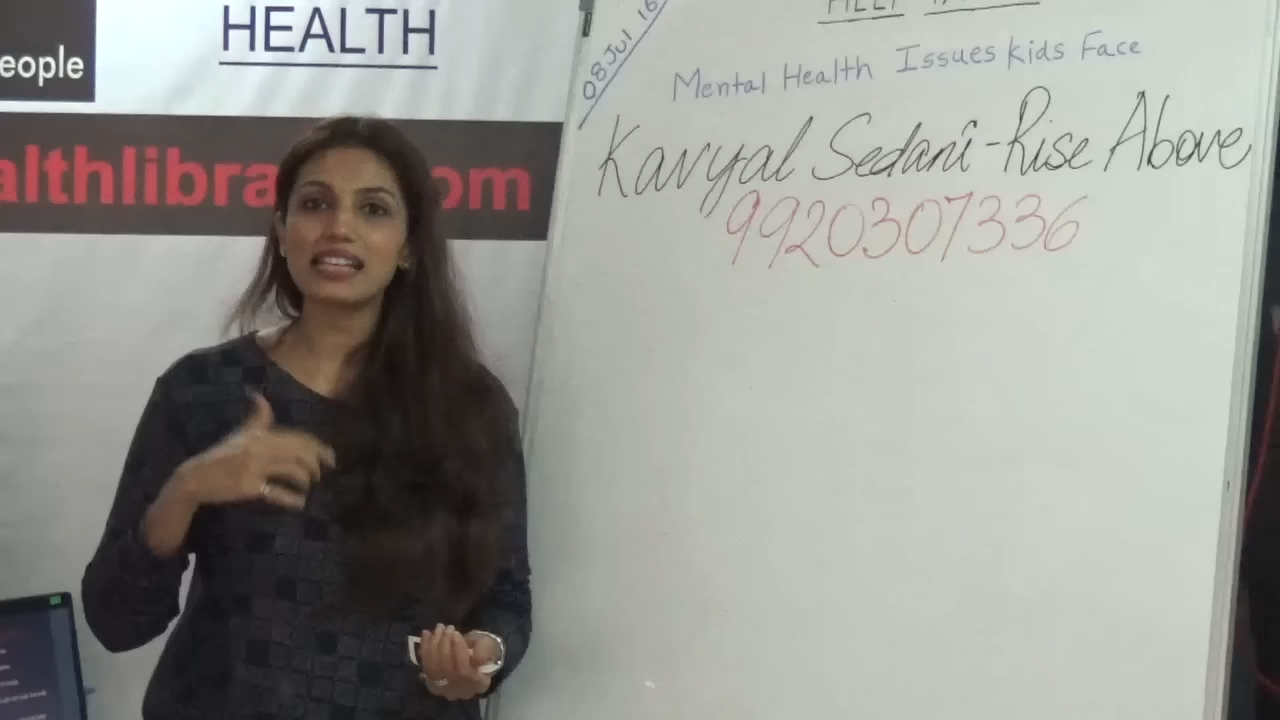 HEALTH
eople
althlibra om
08 Jul 16
Mental Health Issues Kids Face
Kavyal Sedani - Rise Above
9920307336